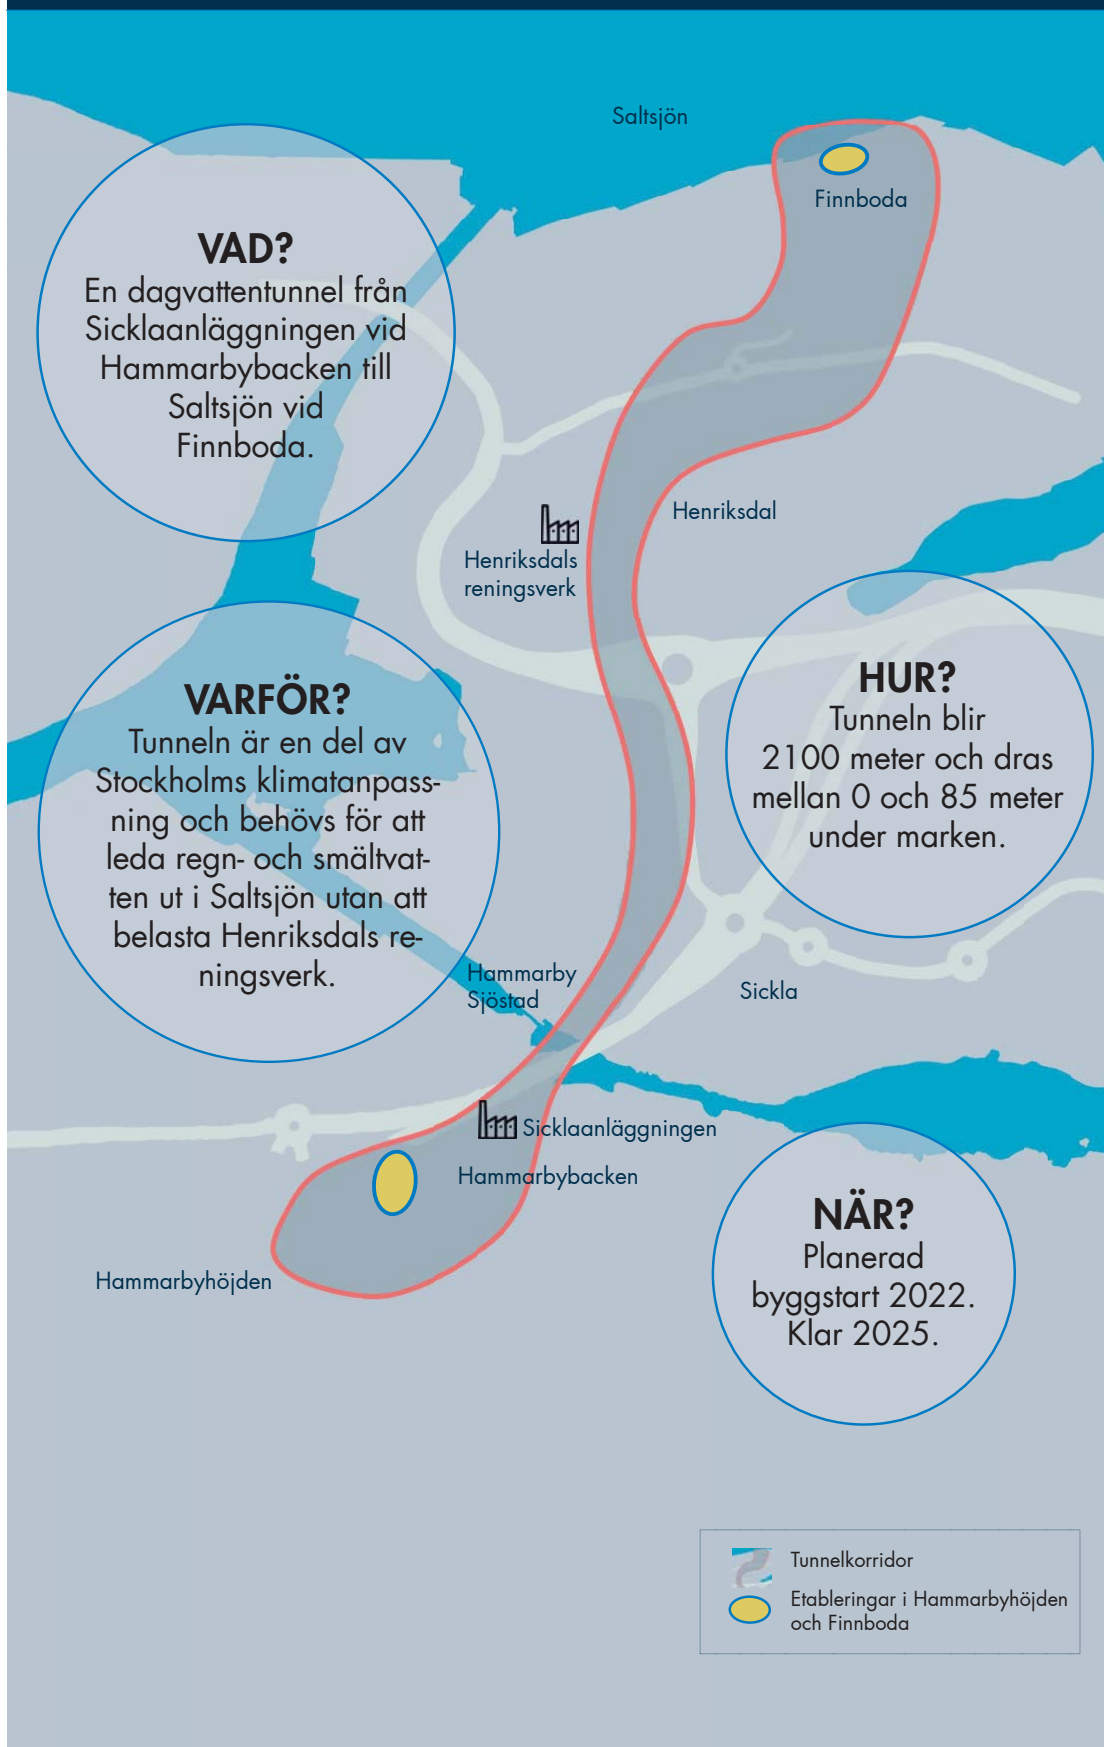 Saltsjön
Finnboda
VAD?
En dagvattentunnel från
Sicklaanläggningen vid
Hammarbybacken till
Saltsjön vid
Finnboda.
Henriksdal
Henriksdals
reningsverk
VARFÖR?
Tunneln är en del av
Stockholms klimatanpass-
ning och behövs för att
leda regn- och smältvat-
ten ut i Saltsjön utan att
belasta Henriksdals re-
ningsverk.
HUR?
Tunneln blir
2100 meter och dras
mellan 0 och 85 meter
under marken.
Hammarby
Sjöstad
Sickla
Sicklaanläggningen
Hammarbybacken
Hammarbyhöjden
NÄR?
Planerad
byggstart 2022.
Klar 2025.
Tunnelkorridor
Etableringar i Hammarbyhöjden
och Finnboda